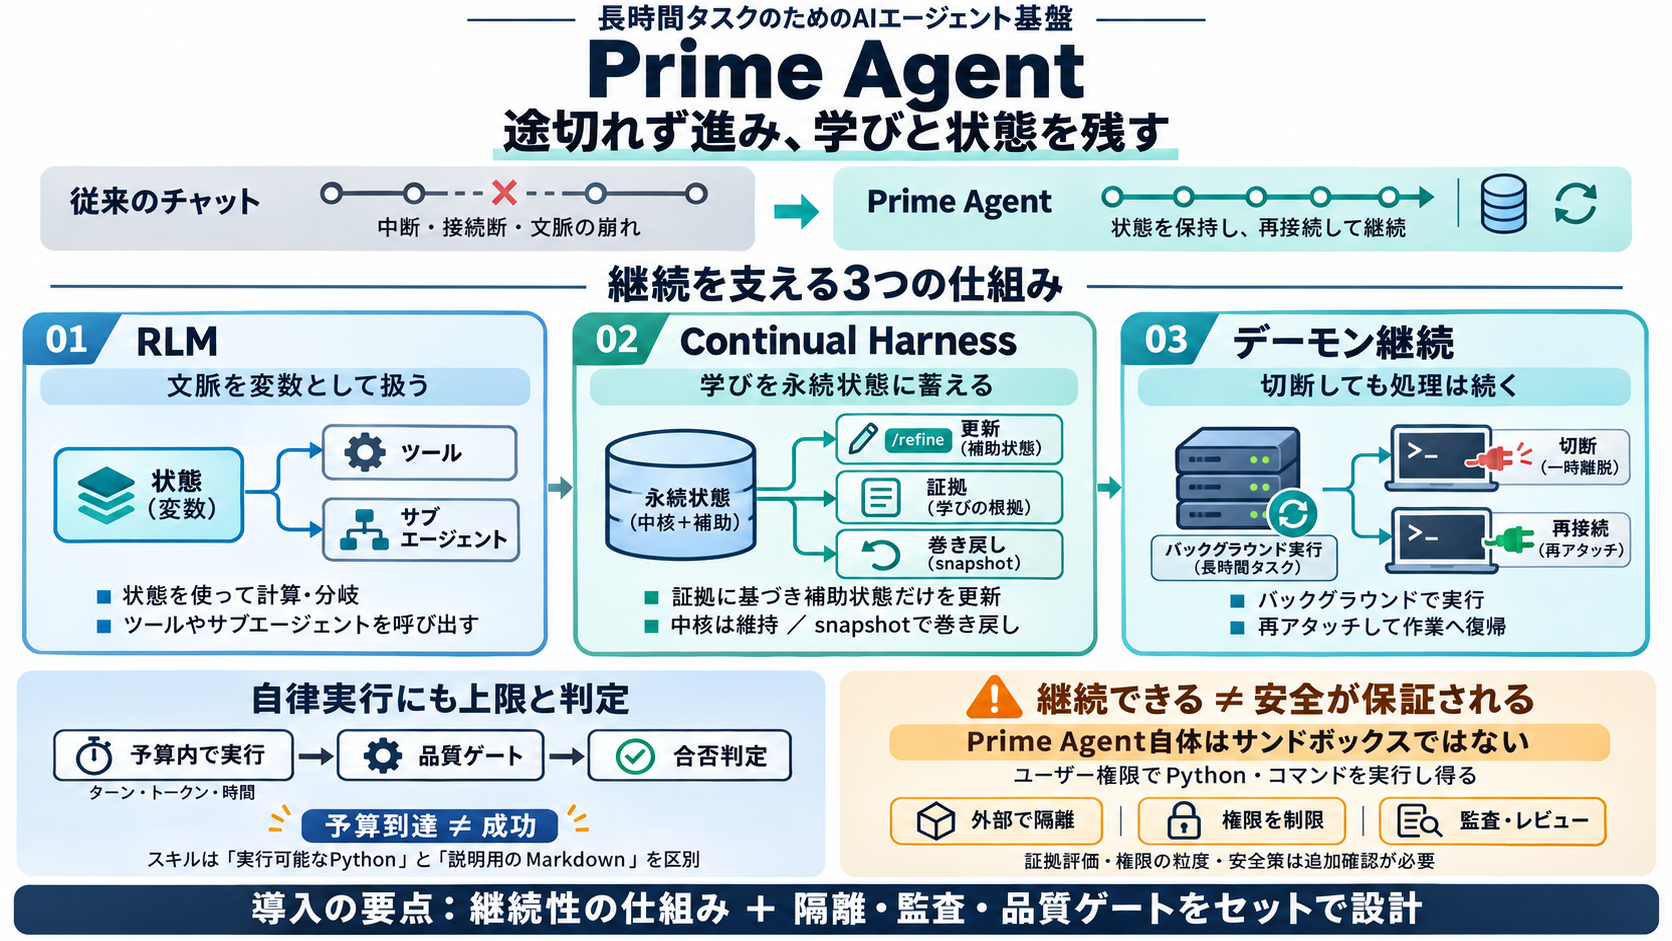 長時間タスクのためのAIエージェント基盤
Prime Agent
途切れず進み、学びと状態を残す
従来のチャット
中断・接続断・文脈の崩れ
Prime Agent
状態を保持し、再接続して継続
継続を支える3つの仕組み
01 RLM
文脈を変数として扱う
状態
（変数）
ツール
サブ
エージェント
状態を使って計算・分岐
ツールやサブエージェントを呼び出す
02 Continual Harness
学びを永続状態に蓄える
永続状態
（中核＋補助）
/refine 更新
（補助状態）
証拠
（学びの根拠）
巻き戻し
（snapshot）
証拠に基づき補助状態だけを更新
中核は維持 ／ snapshotで巻き戻し
03 デーモン継続
切断しても処理は続く
バックグラウンド実行
（長時間タスク）
>_
切断
（一時離脱）
>_
再接続
（再アタッチ）
バックグラウンドで実行
再アタッチして作業へ復帰
自律実行にも上限と判定
予算内で実行
品質ゲート
合否判定
ターン・トークン・時間
予算到達 ≠ 成功
スキルは「実行可能なPython」と「説明用のMarkdown」を区別
継続できる ≠ 安全が保証される
Prime Agent自体はサンドボックスではない
ユーザー権限でPython・コマンドを実行し得る
外部で隔離
権限を制限
監査・レビュー
証拠評価・権限の粒度・安全策は追加確認が必要
導入の要点：継続性の仕組み ＋ 隔離・監査・品質ゲートをセットで設計